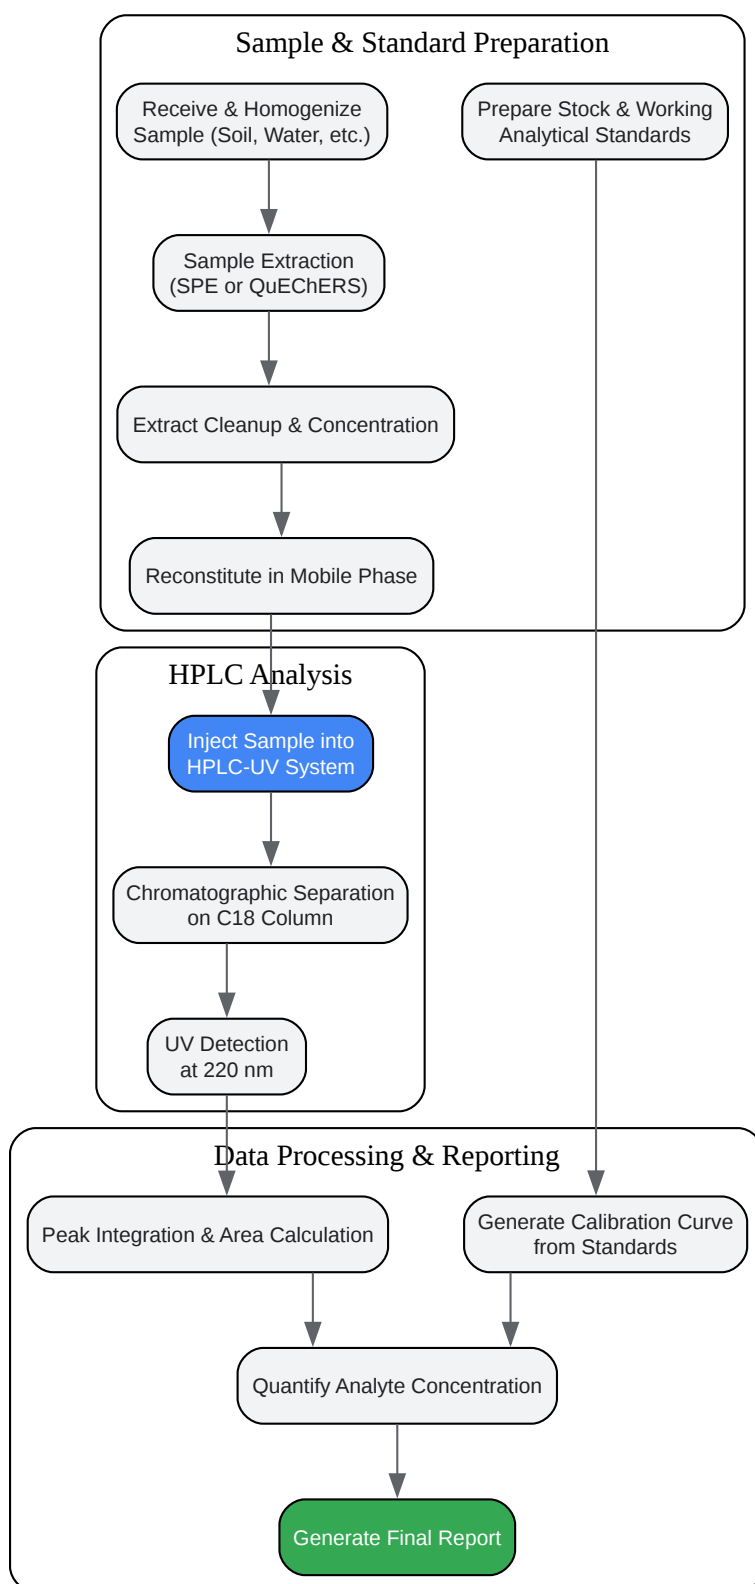 Sample & Standard Preparation
Receive & Homogenize
Sample (Soil, Water, etc.)
Prepare Stock & Working
Analytical Standards
Sample Extraction
(SPE or QuEChERS)
Extract Cleanup & Concentration
Reconstitute in Mobile Phase
HPLC Analysis
Inject Sample into
HPLC-UV System
Chromatographic Separation
on C18 Column
UV Detection
at 220 nm
Data Processing & Reporting
Peak Integration & Area Calculation
Generate Calibration Curve
from Standards
Quantify Analyte Concentration
Generate Final Report